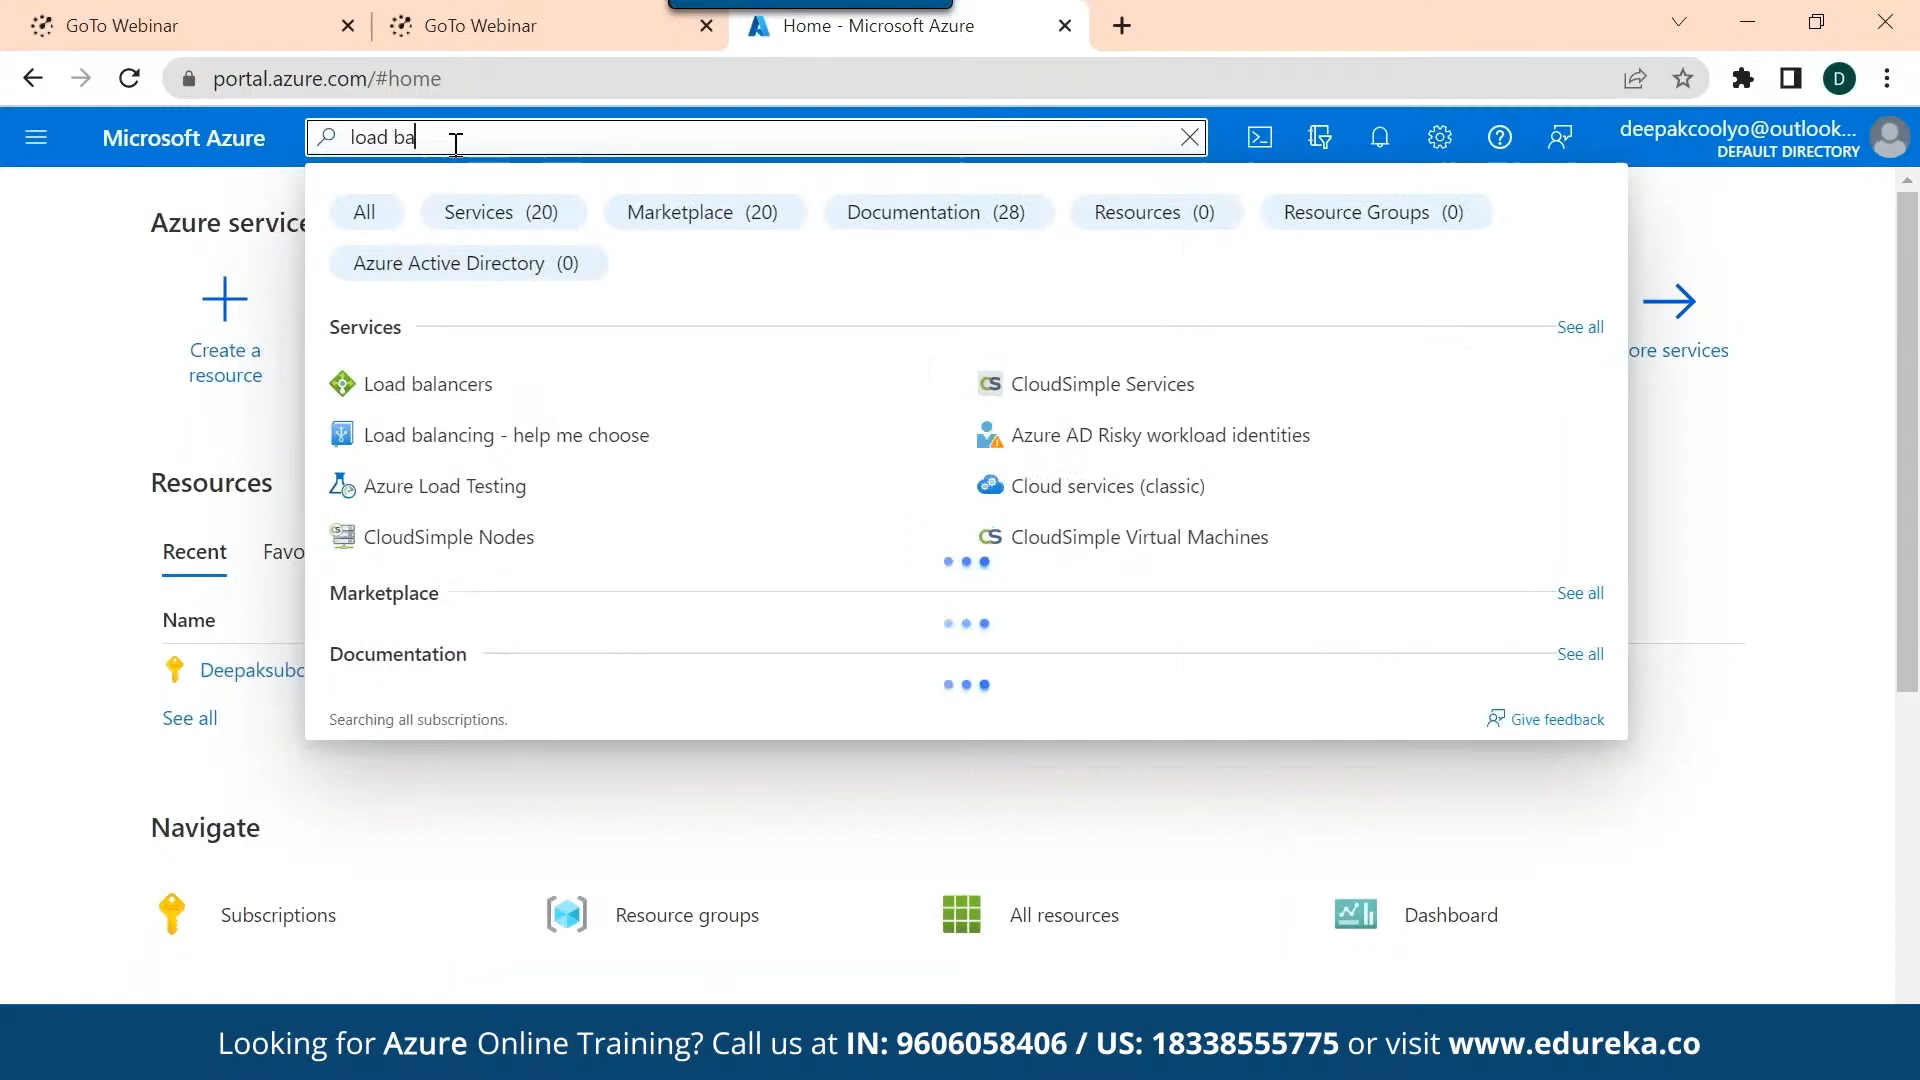 GoTo Webinar
GoTo Webinar
Home - Microsoft Azure
portal.azure.com/#home
D
Microsoft Azure
load ba
deepakcoolyo@outlook...
DEFAULT DIRECTORY
All
Services (20)
Marketplace (20)
Documentation (28)
Resources (0)
Resource Groups (0)
Azure Active Directory (0)
Azure service
Create a
resource
ore services
Services
See all
Load balancers
CS CloudSimple Services
Load balancing - help me choose
Azure AD Risky workload identities
Azure Load Testing
Cloud services (classic)
CS CloudSimple Nodes
CS CloudSimple Virtual Machines
Marketplace
See all
Documentation
See all
Searching all subscriptions.
Give feedback
Resources
Recent
Favo
Name
Deepaksubc
See all
Navigate
Subscriptions
Resource groups
All resources
Dashboard
Looking for Azure Online Training? Call us at IN: 9606058406 / US: 18338555775 or visit www.edureka.co